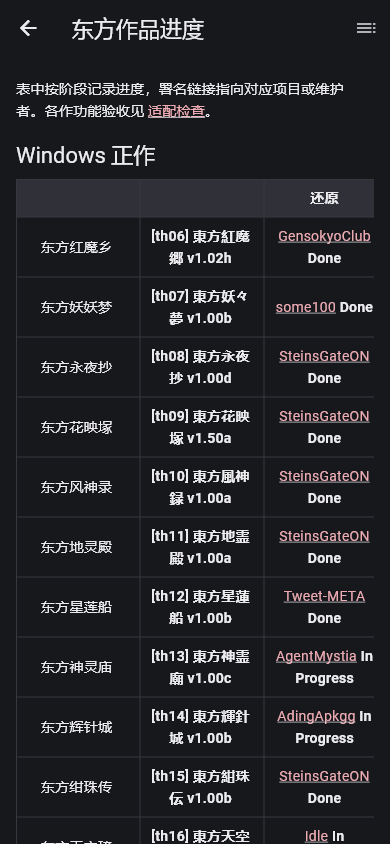 东方作品进度
表中按阶段记录进度，署名链接指向对应项目或维护
者。各作功能验收见 适配检查。
Windows 正作
还原
东方红魔乡
[th06] 東方紅魔
郷 v1.02h
GensokyoClub
Done
东方妖妖梦
[th07] 東方妖々
夢 v1.00b
some100 Done
东方永夜抄
[th08] 東方永夜
抄 v1.00d
SteinsGateON
Done
东方花映塚
[th09] 東方花映
塚 v1.50a
SteinsGateON
Done
东方风神录
[th10] 東方風神
録 v1.00a
SteinsGateON
Done
东方地灵殿
[th11] 東方地霊
殿 v1.00a
SteinsGateON
Done
东方星莲船
[th12] 東方星蓮
船 v1.00b
Tweet-META
Done
东方神灵庙
[th13] 東方神霊
廟 v1.00c
AgentMystia In
Progress
东方辉针城
[th14] 東方輝針
城 v1.00b
AdingApkgg In
Progress
东方绀珠传
[th15] 東方紺珠
伝 v1.00b
SteinsGateON
Done
[th16] 東方天空
Idle In